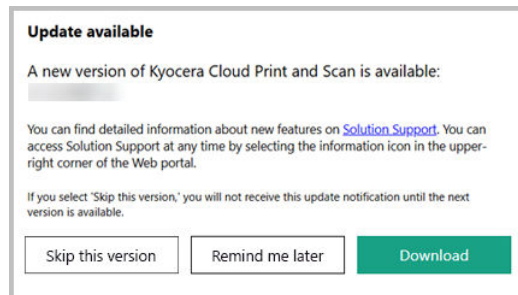 Update available
A new version of Kyocera Cloud Print and Scan is available:
You can find detailed information about new features on Solution Support. You can
access Solution Support at any time by selecting the information icon in the upper-
right corner of the Web portal.
If you select 'Skip this version,' you will not receive this update notification until the next
version is available.
Skip this version
Remind me later
Download